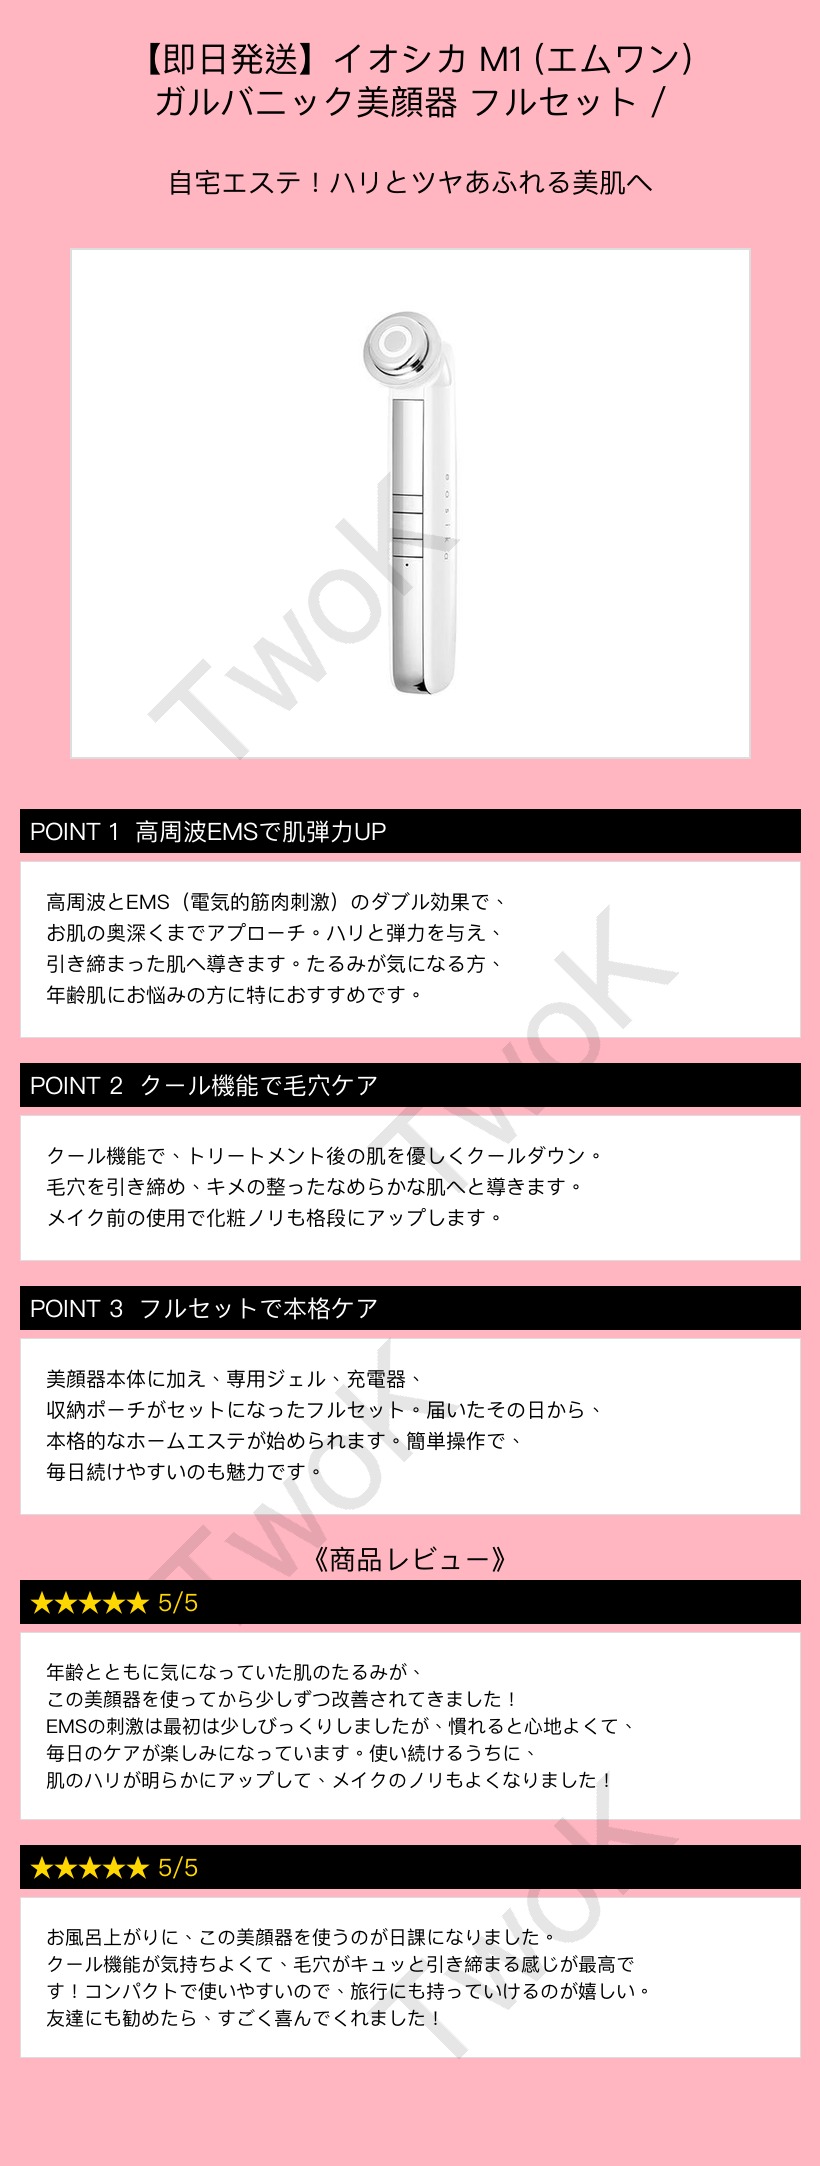 【即日発送】イオシカ M1 (エムワン)
ガルバニック美顔器 フルセット /
自宅エステ！ハリとツヤあふれる美肌へ
TwoK
POINT 1 高周波EMSで肌弾力UP
高周波とEMS（電気的筋肉刺激）のダブル効果で、
お肌の奥深くまでアプローチ。ハリと弾力を与え、
引き締まった肌へ導きます。たるみが気になる方、
年齢肌にお悩みの方に特におすすめです。
TwoK
POINT 2 クール機能で毛穴ケア
クール機能で、トリートメント後の肌を優しくクールダウン。
毛穴を引き締め、キメの整ったなめらかな肌へと導きます。
メイク前の使用で化粧ノリも格段にアップします。
POINT 3 フルセットで本格ケア
美顔器本体に加え、専用ジェル、充電器、
収納ポーチがセットになったフルセット。届いたその日から、
本格的なホームエステが始められます。簡単操作で、
毎日続けやすいのも魅力です。
TwoK
《商品レビュー》
★★★★★ 5/5
年齢とともに気になっていた肌のたるみが、
この美顔器を使ってから少しずつ改善されてきました！
EMSの刺激は最初は少しびっくりしましたが、慣れると心地よくて、
毎日のケアが楽しみになっています。使い続けるうちに、
肌のハリが明らかにアップして、メイクのノリもよくなりました！
★★★★★ 5/5
お風呂上がりに、この美顔器を使うのが日課になりました。
クール機能が気持ちよくて、毛穴がキュッと引き締まる感じが最高で
す！コンパクトで使いやすいので、旅行にも持っていけるのが嬉しい。
友達にも勧めたら、すごく喜んでくれました！
TwoK